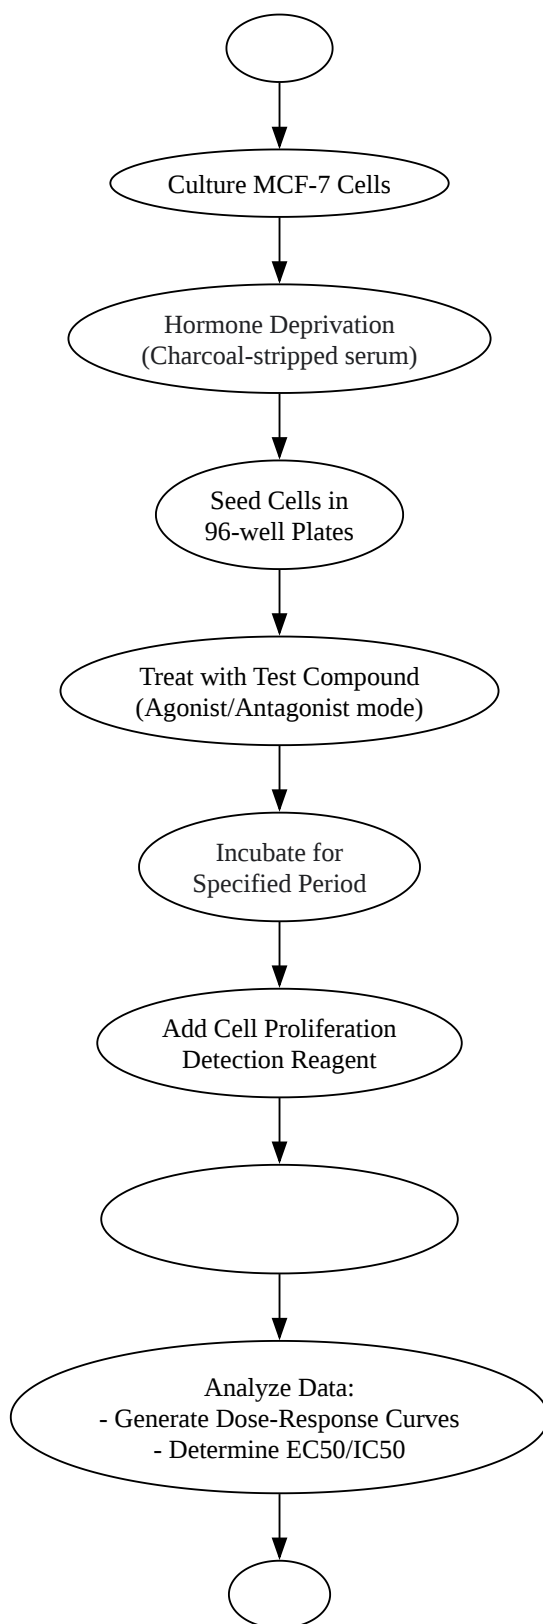 Culture MCF-7 Cells
Hormone Deprivation
(Charcoal-stripped serum)
Seed Cells in
96-well Plates
Treat with Test Compound
(Agonist/Antagonist mode)
Incubate for
Specified Period
Add Cell Proliferation
Detection Reagent
Analyze Data:
- Generate Dose-Response Curves
- Determine EC50/IC50